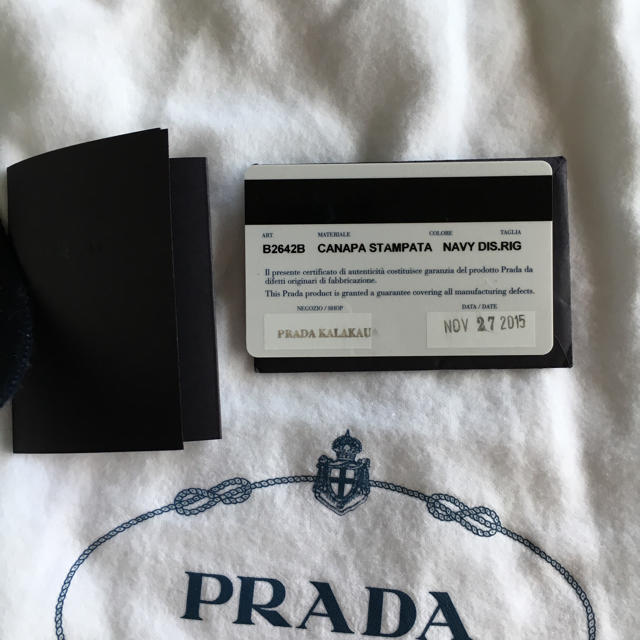 ART MATERIALE COLORE TAGLIA
B2642B CANAPA STAMPATA NAVY DIS.RIG
Il presente certificato di autenticità costituisce garanzia del prodotto Prada da
difetti originari di fabbricazione.
This Prada product is granted a guarantee covering all manufacturing defects.
NEGOZIO / SHOP DATA / DATE
PRADA KALAKAU NOV 27 2015
PRADA